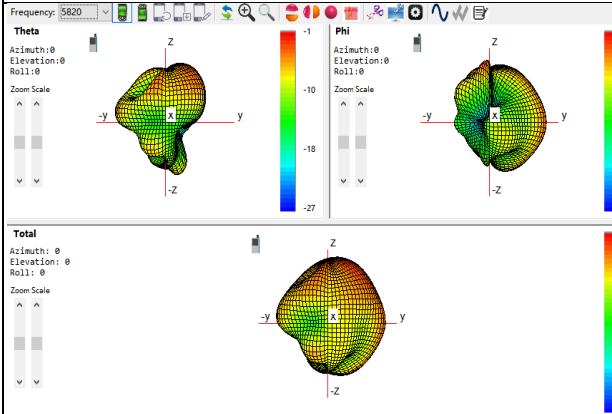 Frequency: 5820
Theta
Azimuth:0
Elevation:0
Roll:0
Zoom Scale
Z
-y
X
y
-Z
-1
-10
-18
-27
Phi
Azimuth:0
Elevation:0
Roll:0
Zoom Scale
Z
-y
X
y
-Z
Total
Azimuth: 0
Elevation: 0
Roll: 0
Zoom Scale
Z
-y
X
y
-Z